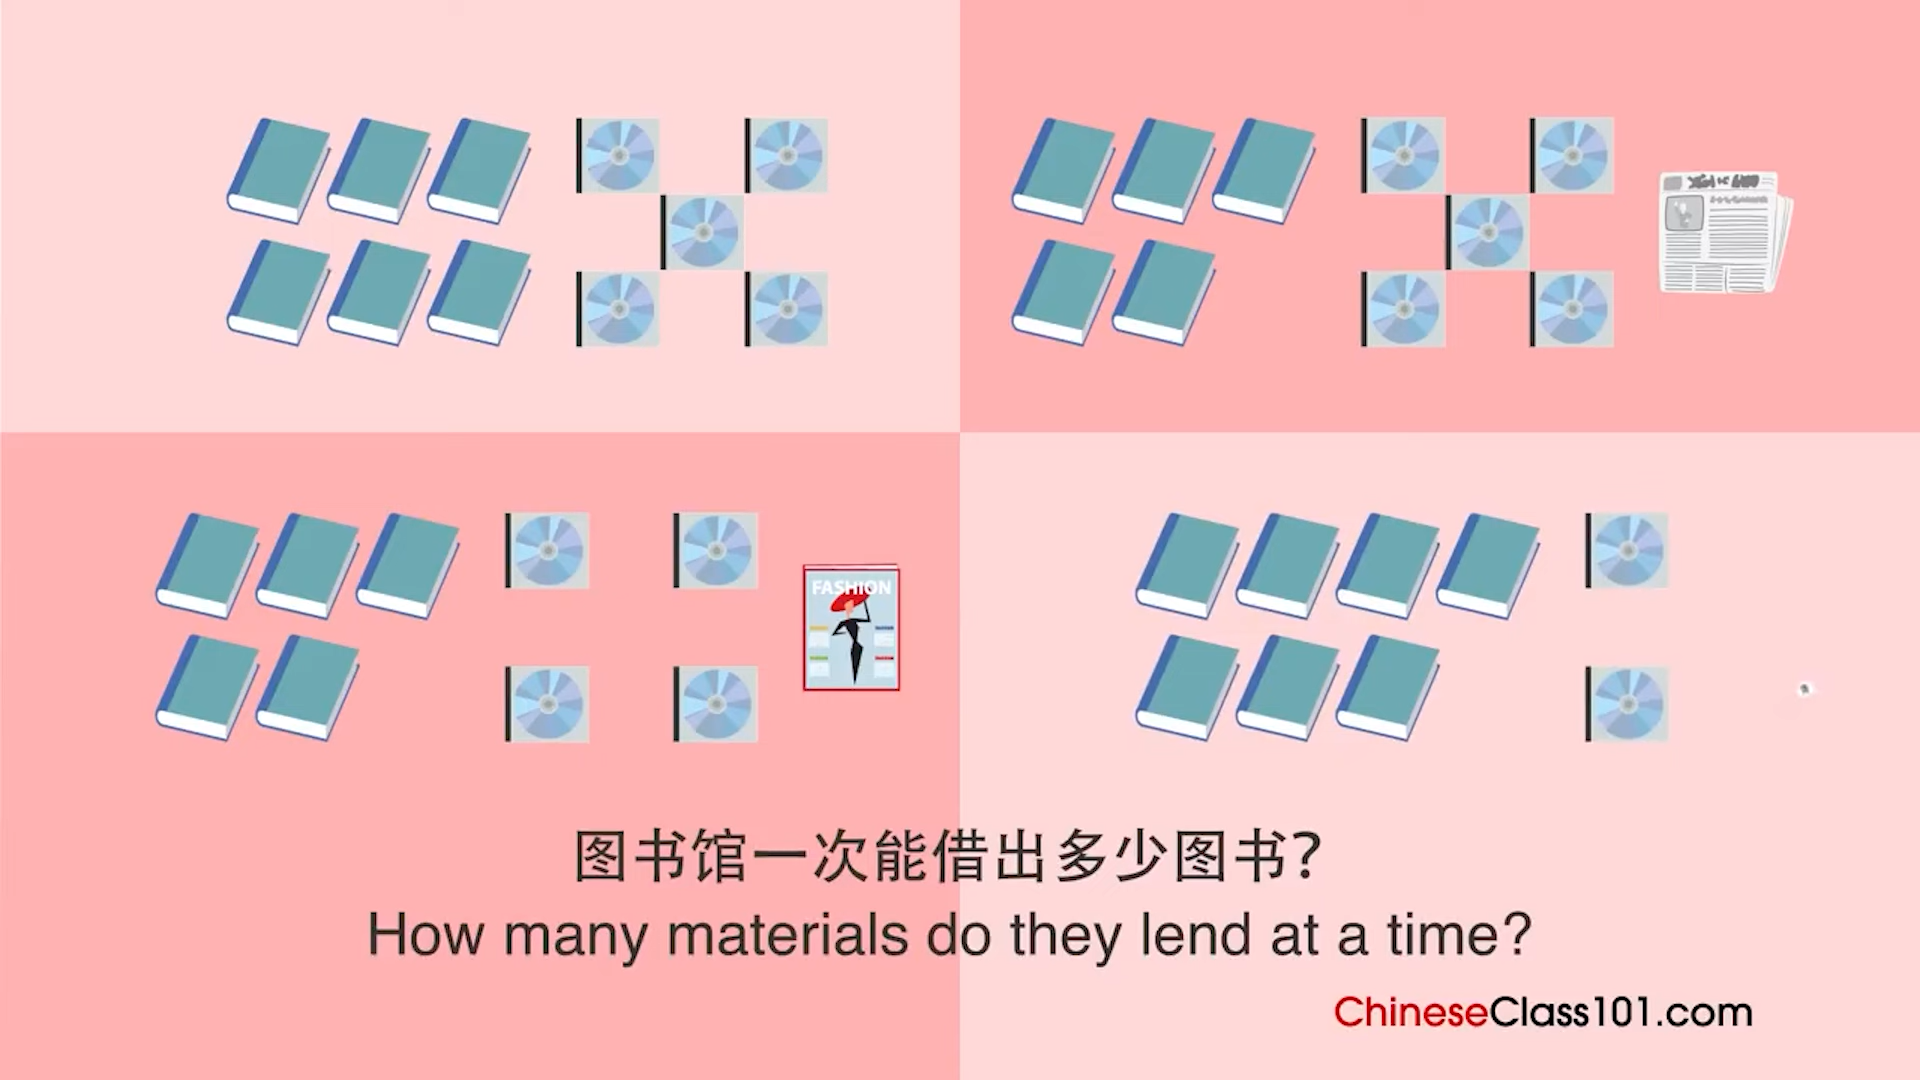 FASHION
图书馆一次能借出多少图书?
How many materials do they lend at a time?
ChineseClass101.com